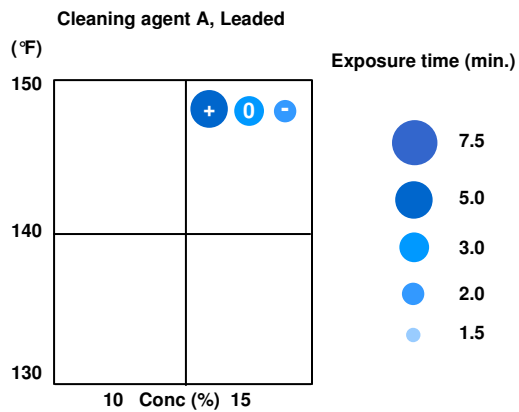 Cleaning agent A, Leaded
(°F)
Exposure time (min.)
150
+ 0 -
7.5
5.0
140
3.0
2.0
1.5
130
10 Conc (%) 15